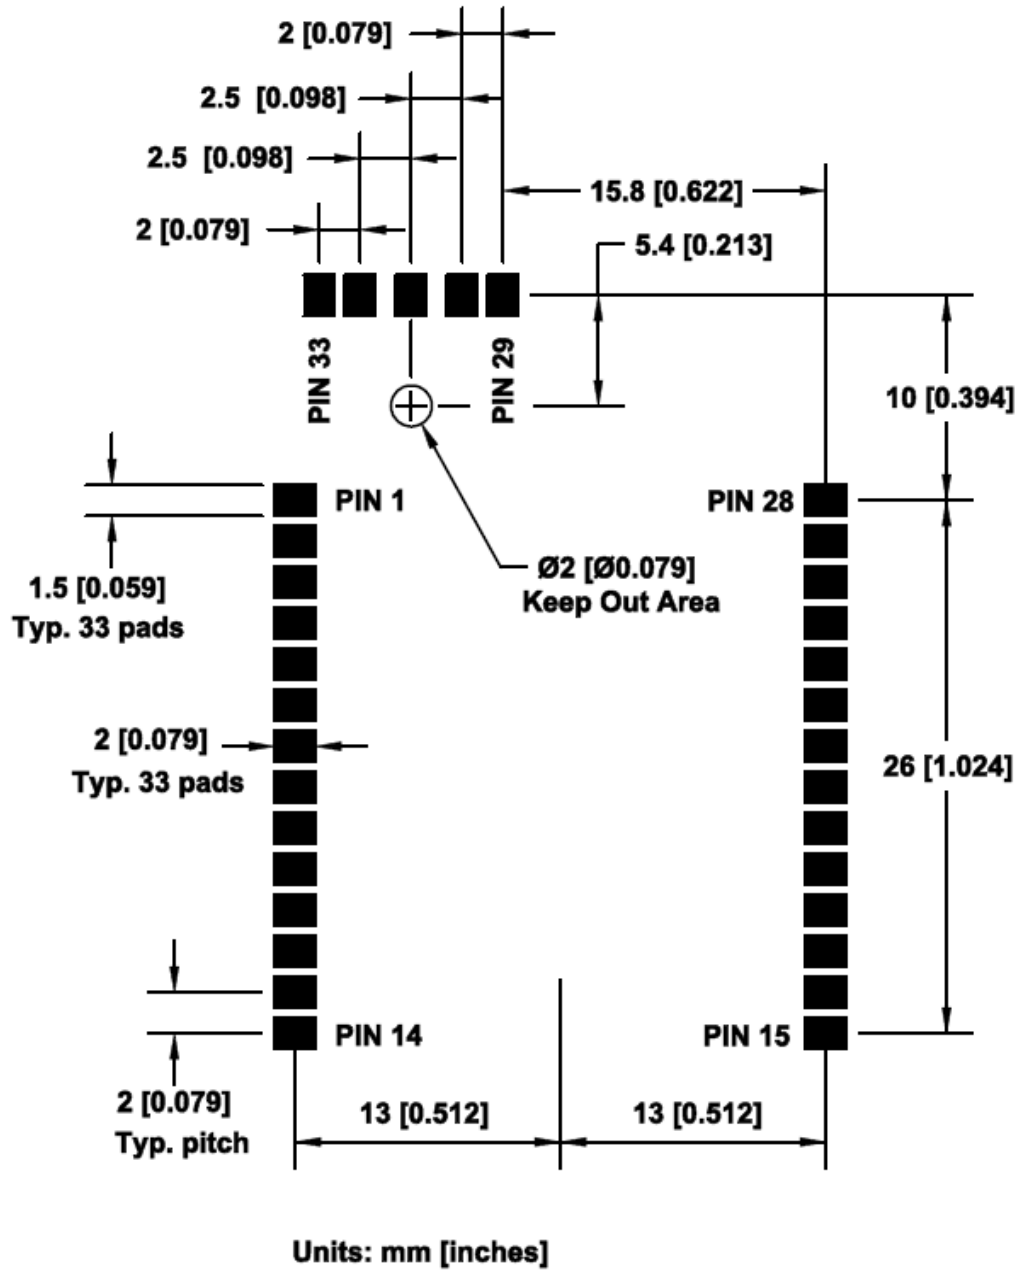 2 [0.079]
2.5 [0.098]
2.5 [0.098]
15.8 [0.622]
2 [0.079]
5.4 [0.213]
PIN 33
PIN 29
10 [0.394]
PIN 1
PIN 28
Ø2 [Ø0.079]
Keep Out Area
1.5 [0.059]
Typ. 33 pads
2 [0.079]
Typ. 33 pads
26 [1.024]
PIN 14
PIN 15
2 [0.079]
Typ. pitch
13 [0.512]
13 [0.512]
Units: mm [inches]